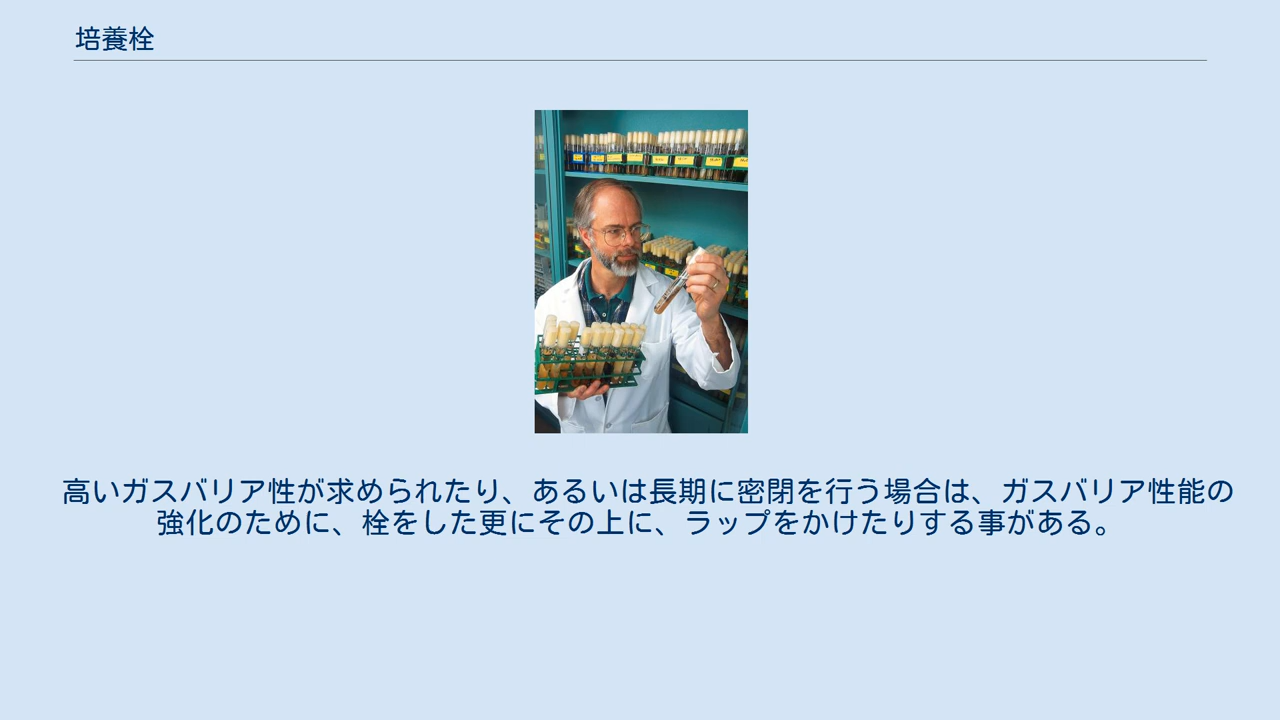 培養栓
高いガスバリア性が求められたり、あるいは長期に密閉を行う場合は、ガスバリア性能の
強化のために、栓をした更にその上に、ラップをかけたりする事がある。